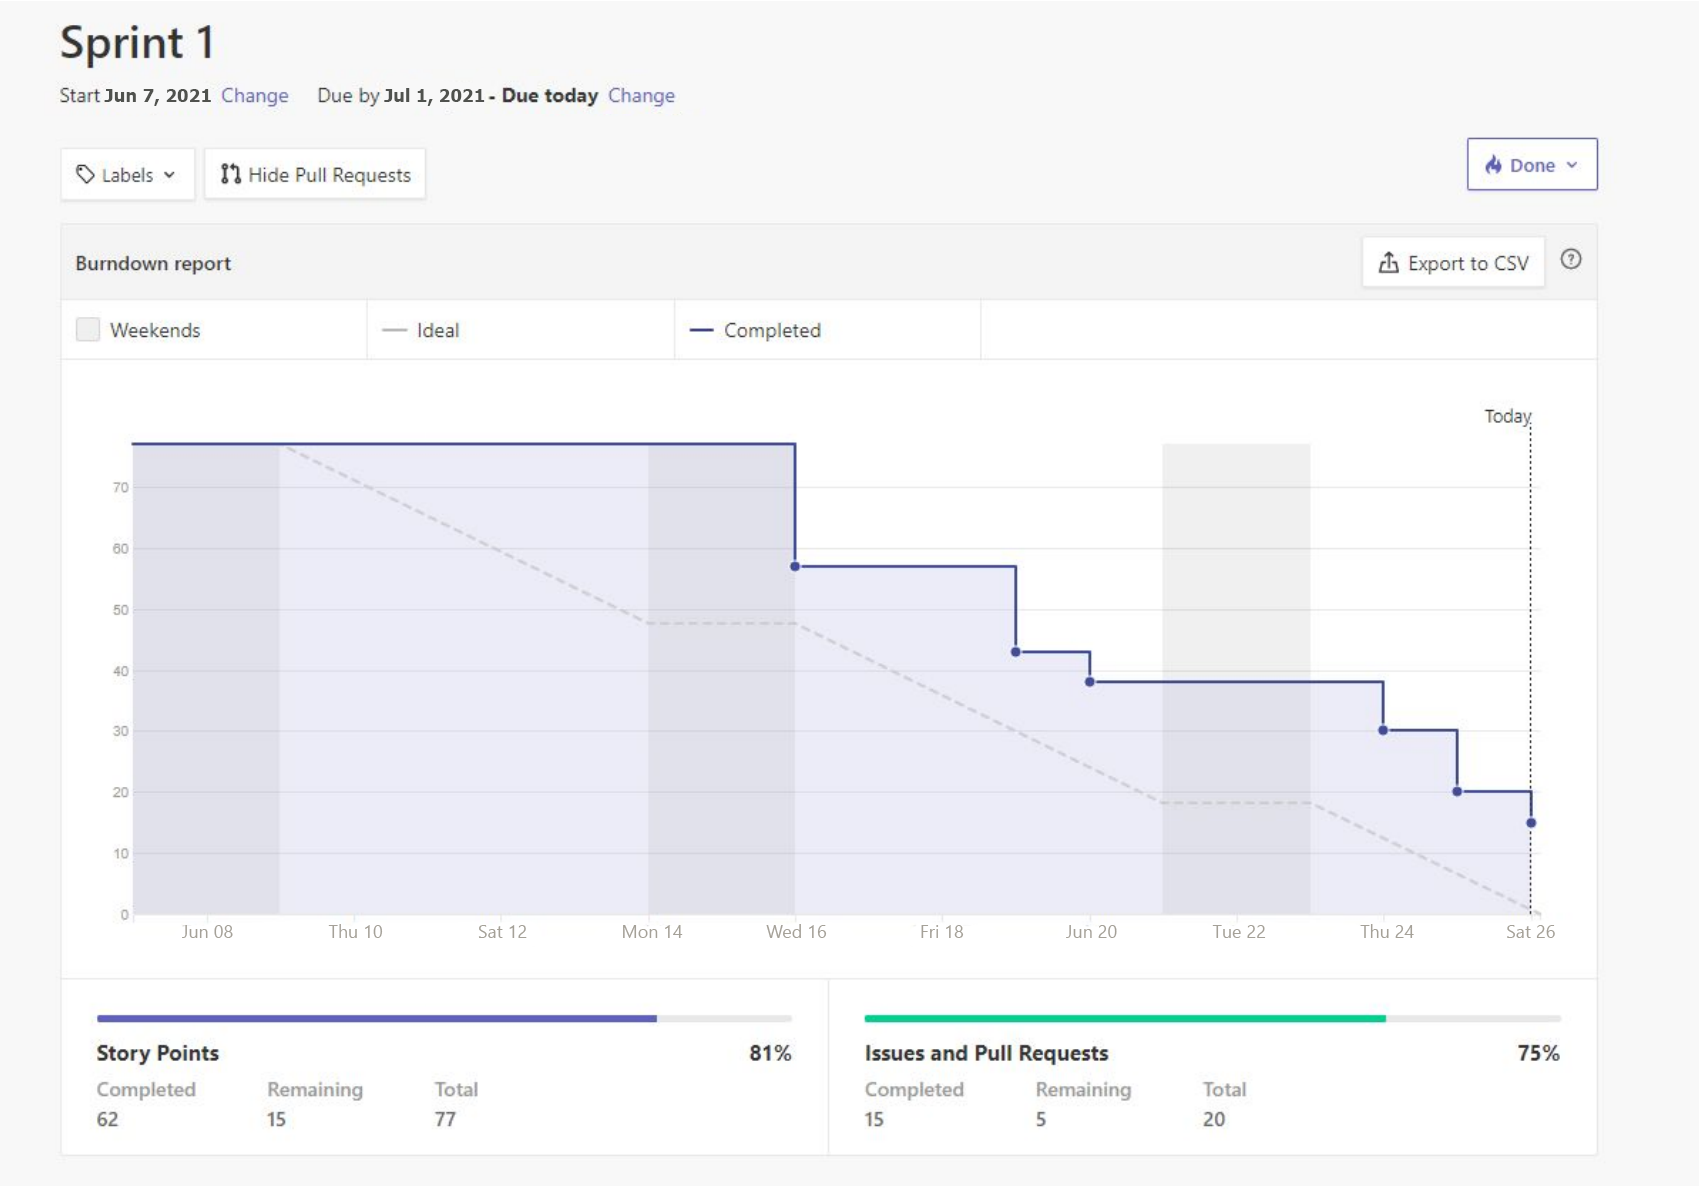 Sprint 1
Start Jun 7, 2021 Change Due by Jul 1, 2021 - Due today Change
Labels Hide Pull Requests Done
Burndown report Export to CSV ?
Weekends Ideal Completed
Today
70
60
50
40
30
20
10
0
Jun 08 Thu 10 Sat 12 Mon 14 Wed 16 Fri 18 Jun 20 Tue 22 Thu 24 Sat 26
Story Points 81%
Completed Remaining Total
62 15 77
Issues and Pull Requests 75%
Completed Remaining Total
15 5 20